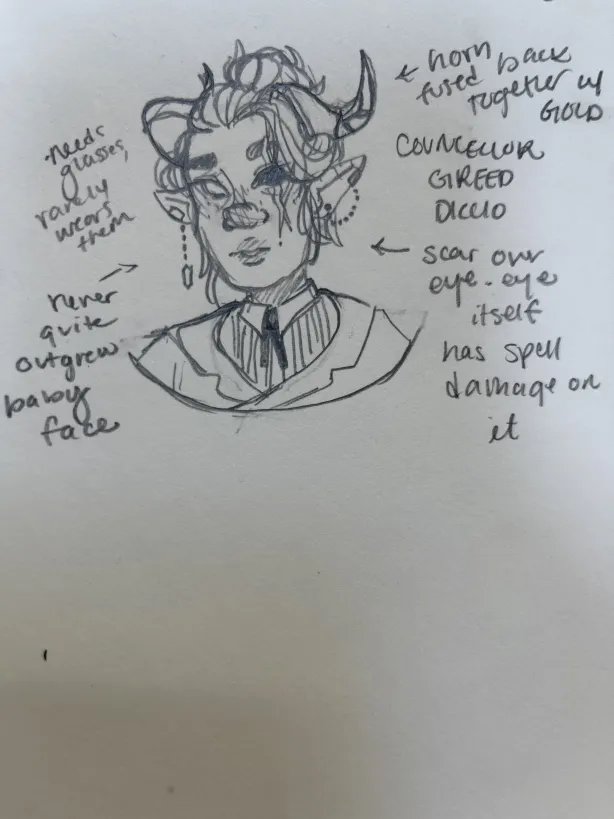 ← horn back
fused together w/
GOLD
COUNCELLOR
GREED
DICCIO
← scar over
eye - eye
itself
has spell
damage on
it
-needs
glasses,
rarely
wears
them
→
never
quite
outgrew
baby
face